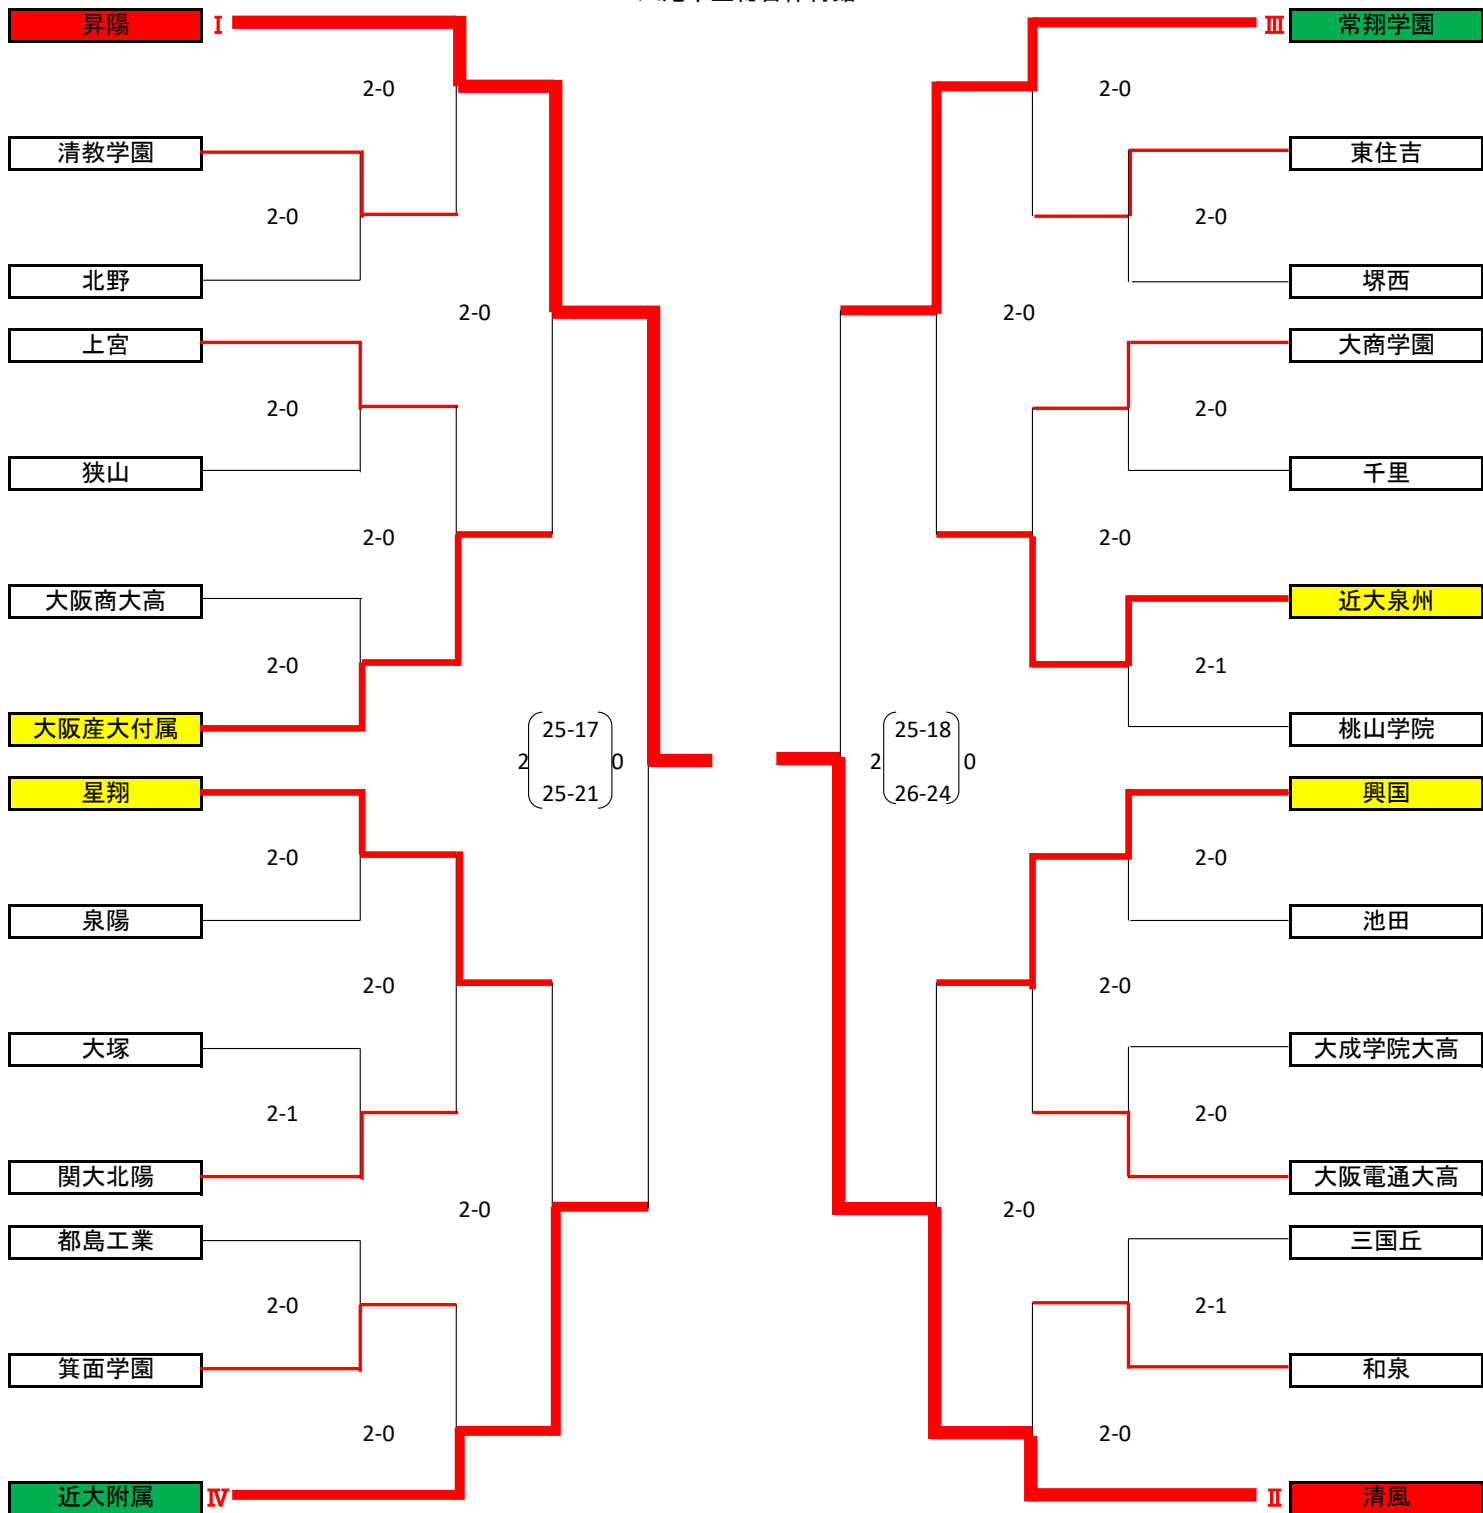 昇陽 I III 常翔学園
2-0 2-0
清教学園 東住吉
2-0 2-0
北野 堺西
2-0 2-0
上宮 大商学園
2-0 2-0
狭山 千里
2-0 2-0
大阪商大高 近大泉州
2-0 2-1
大阪産大付属 25-17 25-18 桃山学院
2 0 2 0
星翔 25-21 26-24 興国
2-0 2-0
泉陽 池田
2-0 2-0
大塚 大成学院大高
2-1 2-0
関大北陽 大阪電通大高
2-0 2-0
都島工業 三国丘
2-0 2-1
箕面学園 和泉
2-0 2-0
近大附属 IV II 清風